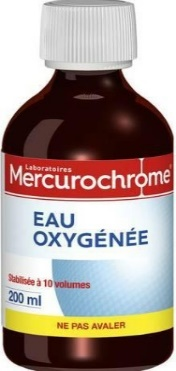 Laboratoires
Mercurochrome
EAU
OXYGÉNÉE
Stabilisée à 10 volumes
200 ml
NE PAS AVALER